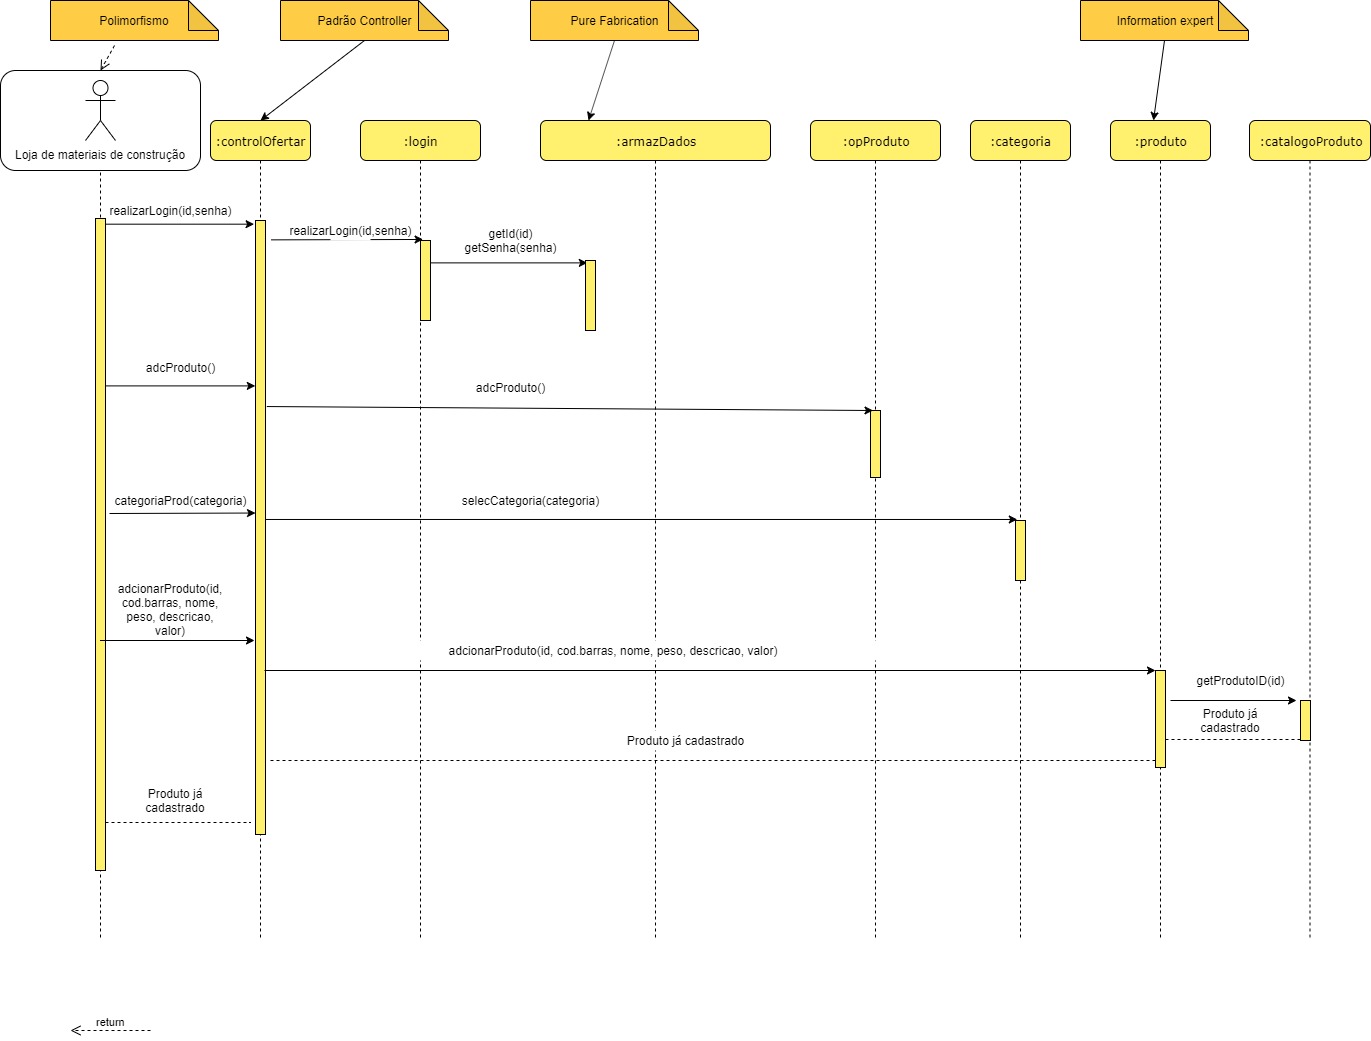 Polimorfismo
Padrão Controller
Pure Fabrication
Information expert
Loja de materiais de construção
:controlOfertar
:login
:armazDados
:opProduto
:categoria
:produto
:catalogoProduto
realizarLogin(id,senha)
realizarLogin(id,senha)
getId(id)
getSenha(senha)
adcProduto()
adcProduto()
categoriaProd(categoria)
selecCategoria(categoria)
adcionarProduto(id,
cod.barras, nome,
peso, descricao,
valor)
adcionarProduto(id, cod.barras, nome, peso, descricao, valor)
getProdutoID(id)
Produto já
cadastrado
Produto já cadastrado
Produto já
cadastrado
return